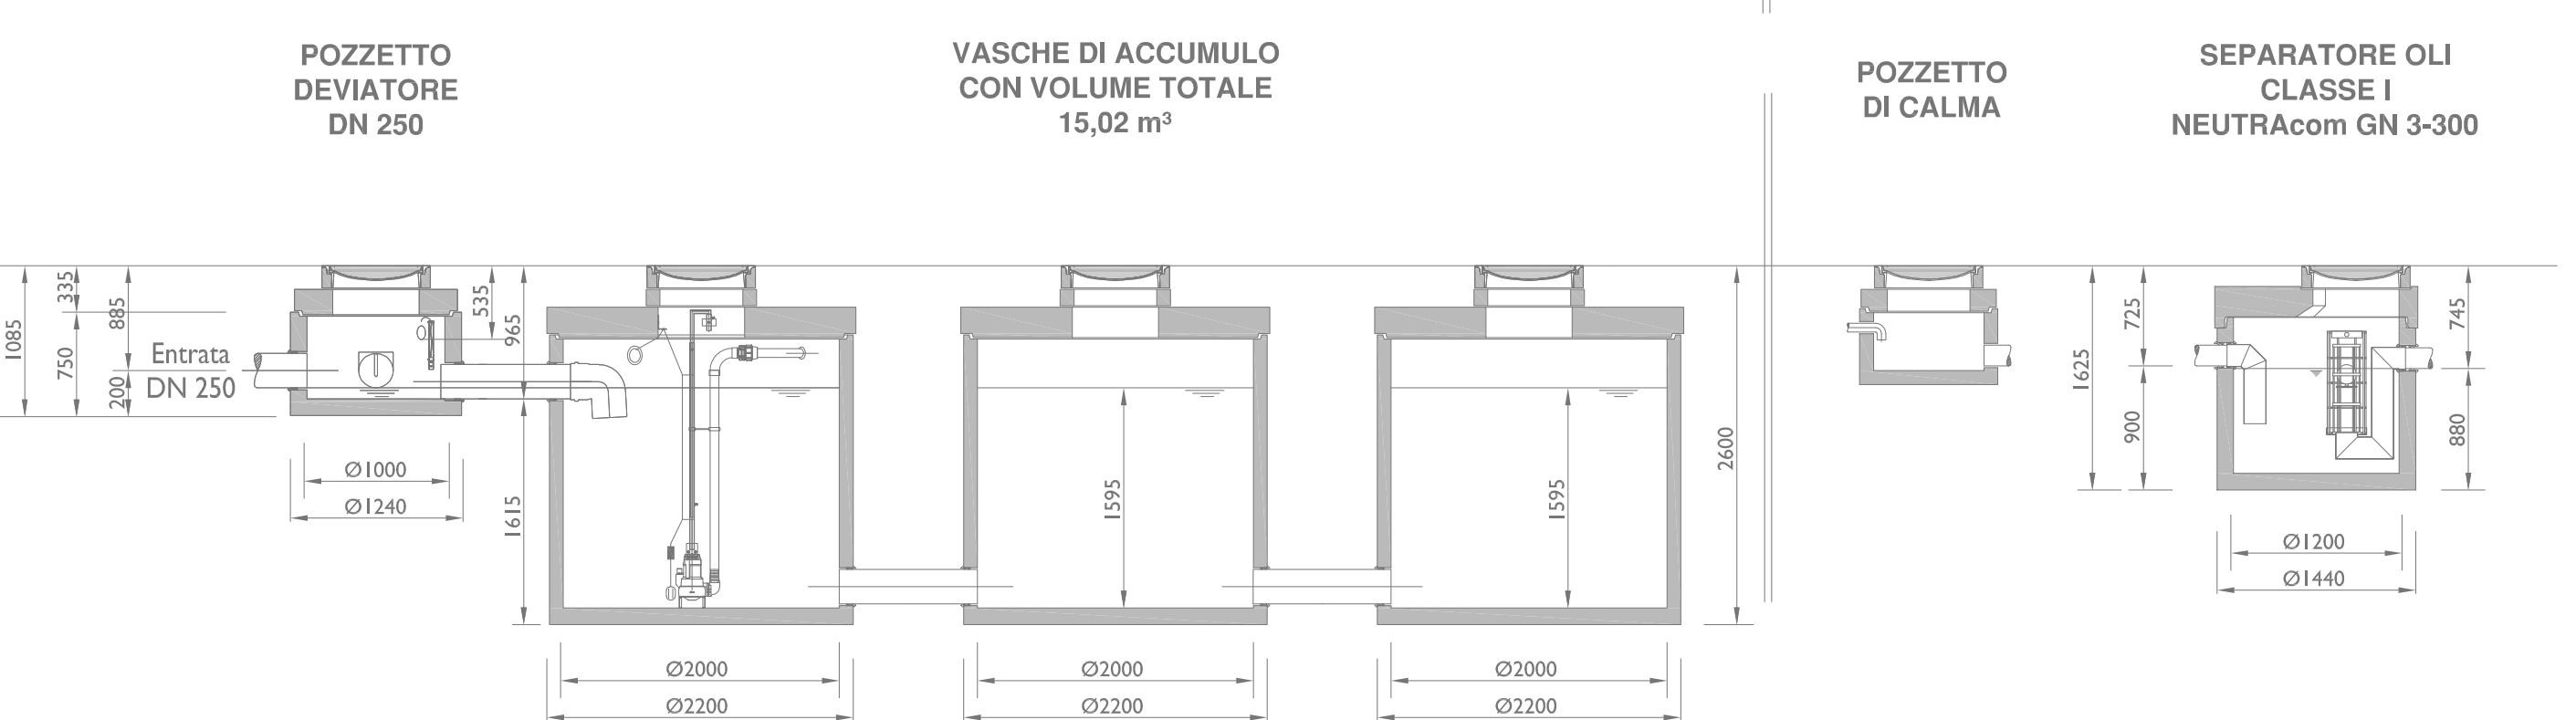 POZZETTO
DEVIATORE
DN 250
VASCHE DI ACCUMULO
CON VOLUME TOTALE
15,02 m³
POZZETTO
DI CALMA
SEPARATORE OLI
CLASSE I
NEUTRAcom GN 3-300
1085
335
750
885
200
Entrata
DN 250
535
965
1615
Ø1000
Ø1240
1595
1595
2600
Ø2000
Ø2200
Ø2000
Ø2200
Ø2000
Ø2200
1625
725
900
745
880
Ø1200
Ø1440